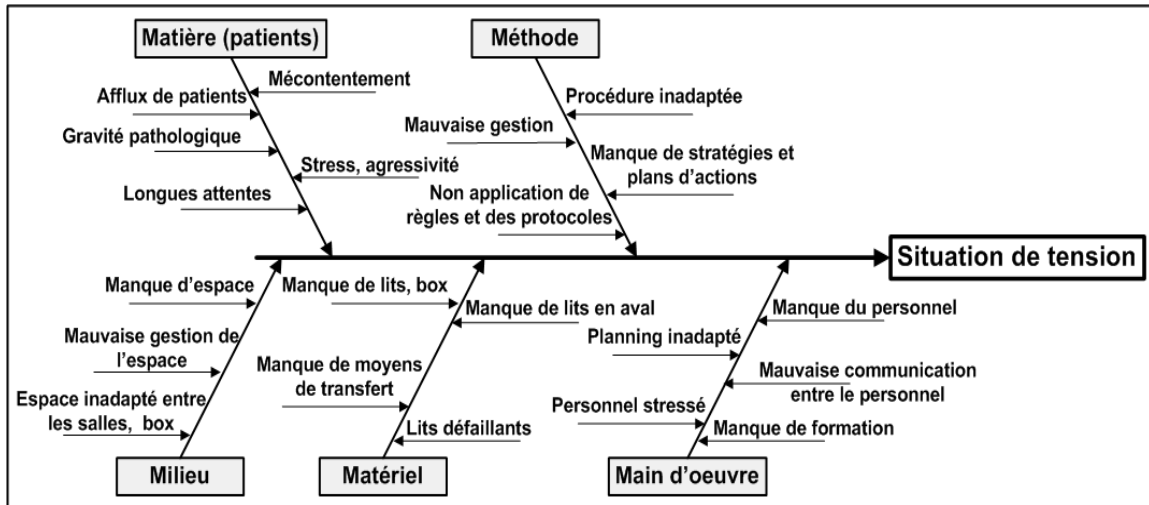 Matière (patients)
Méthode
Mécontentement
Afflux de patients
Gravité pathologique
Stress, agressivité
Longues attentes
Procédure inadaptée
Mauvaise gestion
Manque de stratégies et
plans d'actions
Non application de
règles et des protocoles
Situation de tension
Manque d'espace
Mauvaise gestion de
l'espace
Espace inadapté entre
les salles, box
Manque de lits, box
Manque de lits en aval
Manque de moyens
de transfert
Lits défaillants
Manque du personnel
Planning inadapté
Mauvaise communication
entre le personnel
Personnel stressé
Manque de formation
Milieu
Matériel
Main d'oeuvre